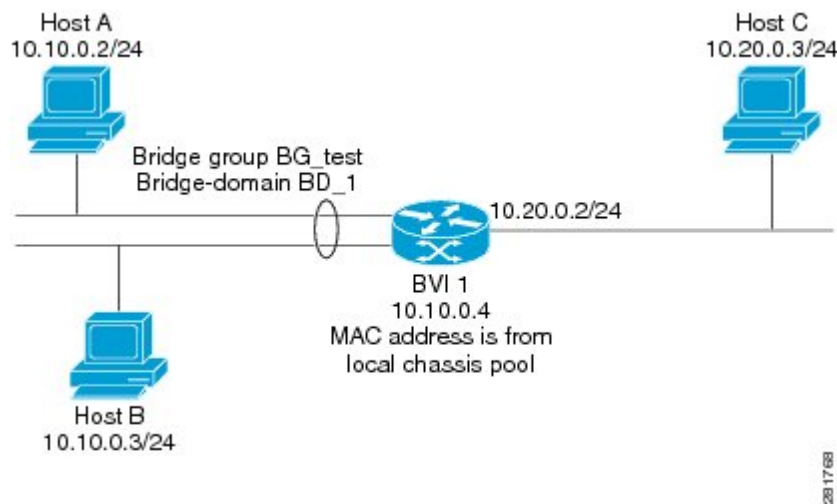 Host A
10.10.0.2/24
Host C
10.20.0.3/24
Bridge group BG_test
Bridge-domain BD_1
10.20.0.2/24
BVI 1
10.10.0.4
MAC address is from
local chassis pool
Host B
10.10.0.3/24
281768